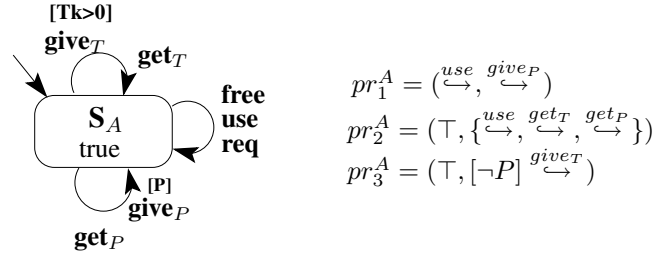 [Tk>0]
give_T
get_T
S_A
true
free
use
req
[P]
give_P
get_P
pr_1^A = (↪^{use}, ↪^{give_P})
pr_2^A = (⊤, {↪^{use}, ↪^{get_T}, ↪^{get_P}})
pr_3^A = (⊤, [¬P] ↪^{give_T})